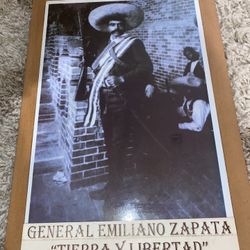 GENERAL EMILIANO ZAPATA
"TIERRA Y LIBERTAD"